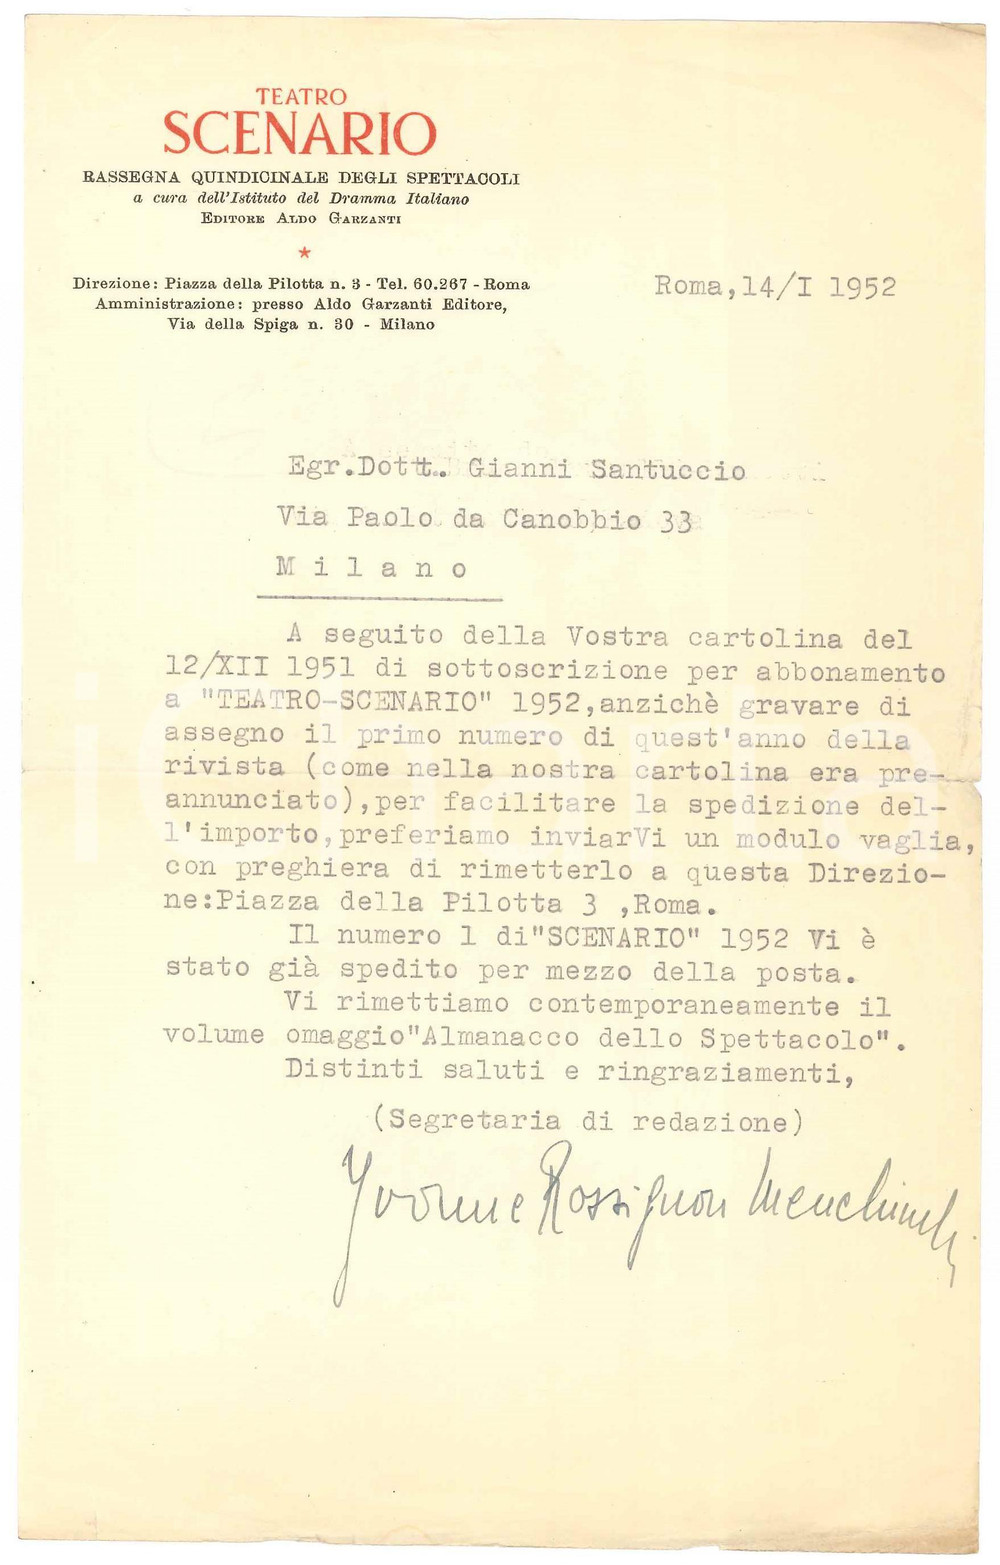 TEATRO
SCENARIO
RASSEGNA QUINDICINALE DEGLI SPETTACOLI
a cura dell'Istituto del Dramma Italiano
EDITORE ALDO GARZANTI
★
Direzione: Piazza della Pilotta n. 3 - Tel. 60.267 - Roma
Amministrazione: presso Aldo Garzanti Editore,
Via della Spiga n. 30 - Milano
Roma,14/I 1952
Egr.Dott. Gianni Santuccio
Via Paolo da Canobbio 33
M i l a n o
A seguito della Vostra cartolina del
12/XII 1951 di sottoscrizione per abbonamento
a "TEATRO-SCENARIO" 1952,anzichè gravare di
assegno il primo numero di quest'anno della
rivista (come nella nostra cartolina era pre-
annunciato),per facilitare la spedizione del-
l'importo,preferiamo inviarVi un modulo vaglia,
con preghiera di rimetterlo a questa Direzio-
ne:Piazza della Pilotta 3 ,Roma.
Il numero 1 di"SCENARIO" 1952 Vi è
stato già spedito per mezzo della posta.
Vi rimettiamo contemporaneamente il
volume omaggio"Almanacco dello Spettacolo".
Distinti saluti e ringraziamenti,
(Segretaria di redazione)
Yvonne Rossignon Menchinelli